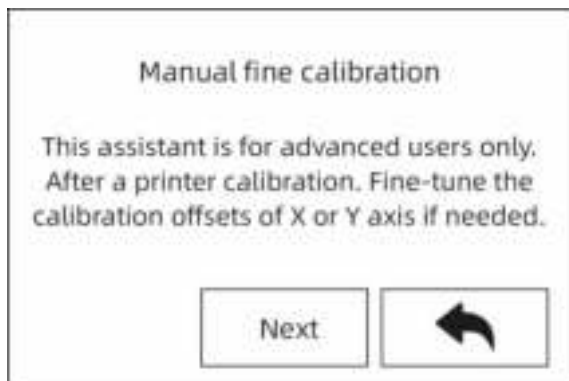 Manual fine calibration
This assistant is for advanced users only.
After a printer calibration. Fine-tune the
calibration offsets of X or Y axis if needed.
Next